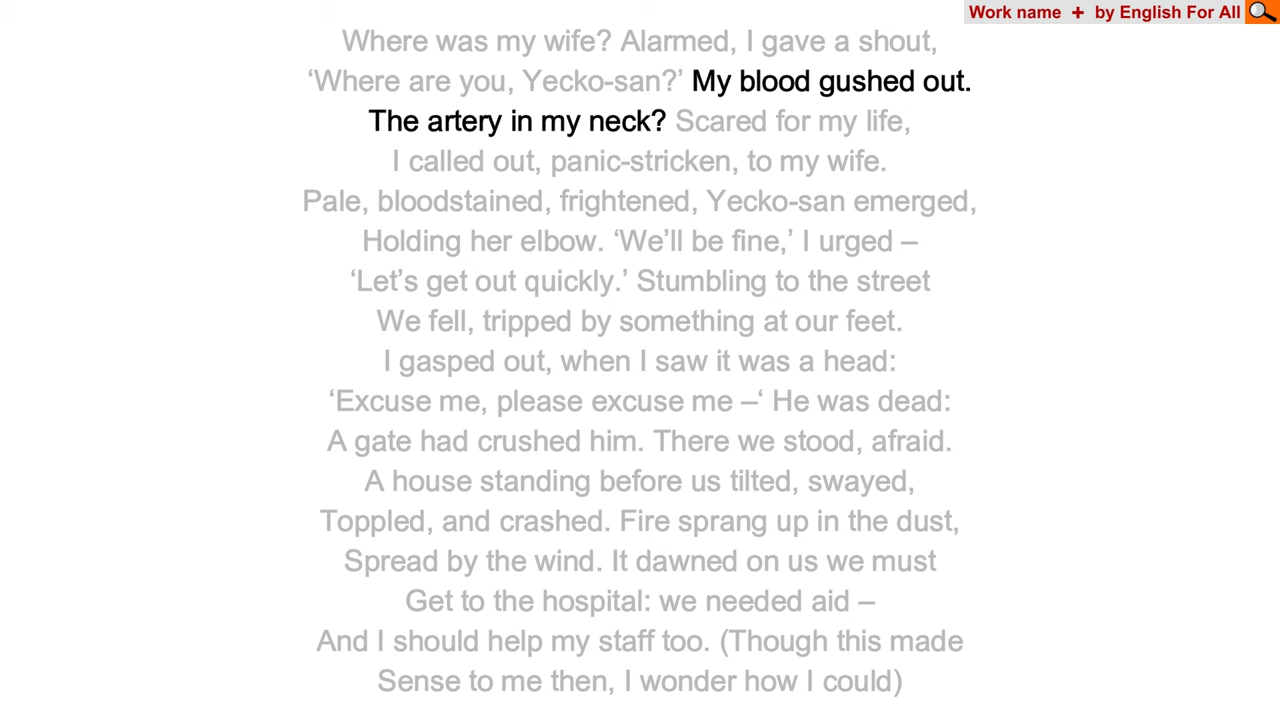 Work name + by English For All
Where was my wife? Alarmed, I gave a shout,
‘Where are you, Yecko-san?’ My blood gushed out.
The artery in my neck? Scared for my life,
I called out, panic-stricken, to my wife.
Pale, bloodstained, frightened, Yecko-san emerged,
Holding her elbow. ‘We’ll be fine,’ I urged –
‘Let’s get out quickly.’ Stumbling to the street
We fell, tripped by something at our feet.
I gasped out, when I saw it was a head:
‘Excuse me, please excuse me –‘ He was dead:
A gate had crushed him. There we stood, afraid.
A house standing before us tilted, swayed,
Toppled, and crashed. Fire sprang up in the dust,
Spread by the wind. It dawned on us we must
Get to the hospital: we needed aid –
And I should help my staff too. (Though this made
Sense to me then, I wonder how I could)